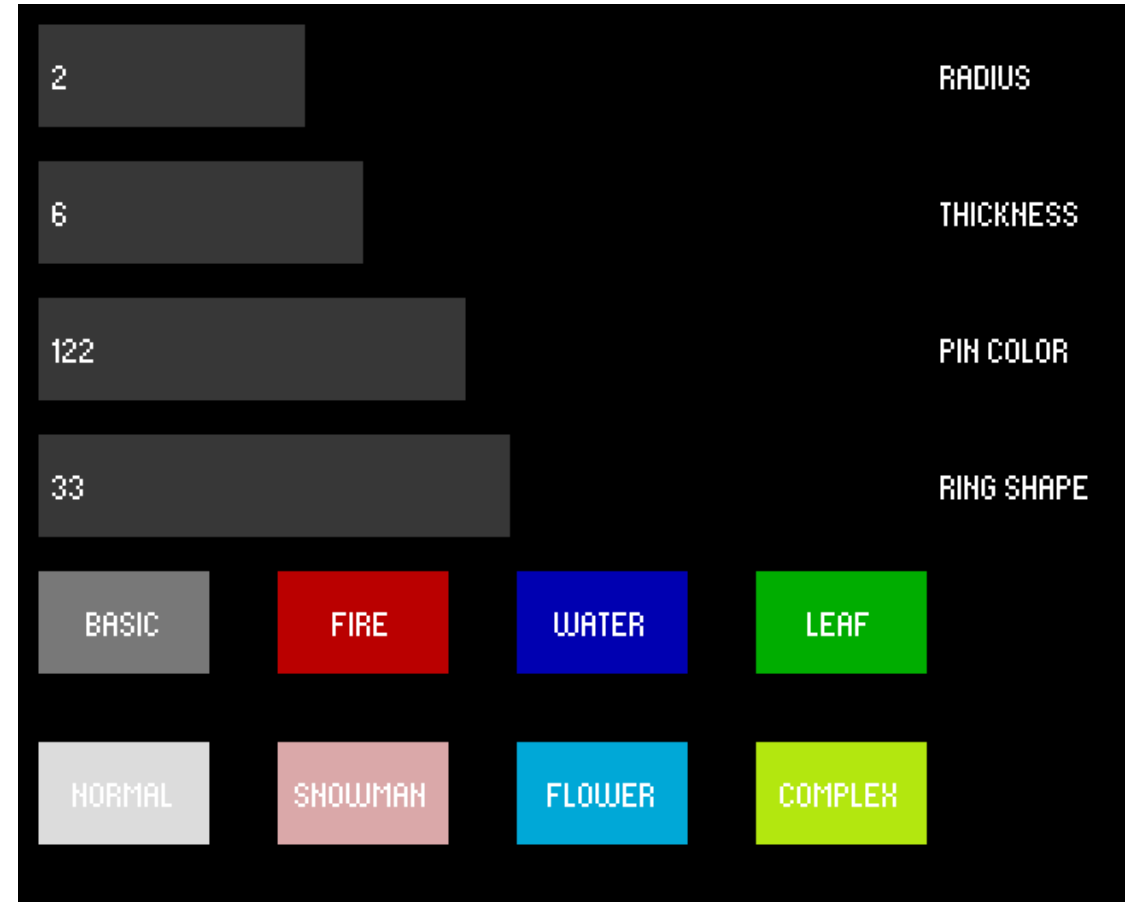 2 RADIUS
6 THICKNESS
122 PIN COLOR
33 RING SHAPE
BASIC FIRE WATER LEAF
NORMAL SNOWMAN FLOWER COMPLEX